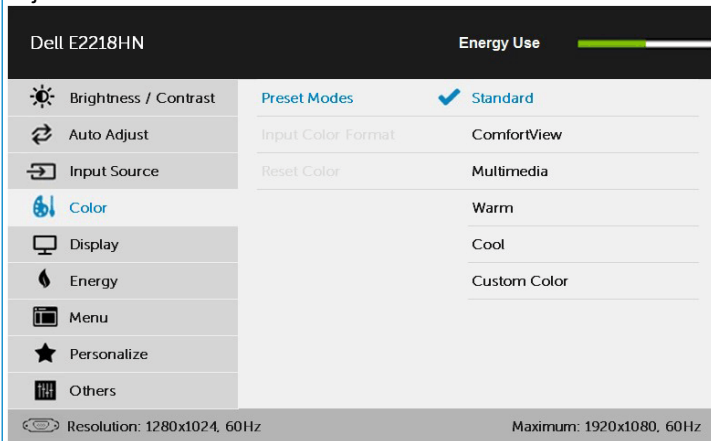 Dell E2218HN
Energy Use
Brightness / Contrast
Preset Modes
Standard
Auto Adjust
Input Color Format
ComfortView
Input Source
Reset Color
Multimedia
Color
Warm
Display
Cool
Energy
Custom Color
Menu
Personalize
Others
Resolution: 1280x1024, 60Hz
Maximum: 1920x1080, 60Hz